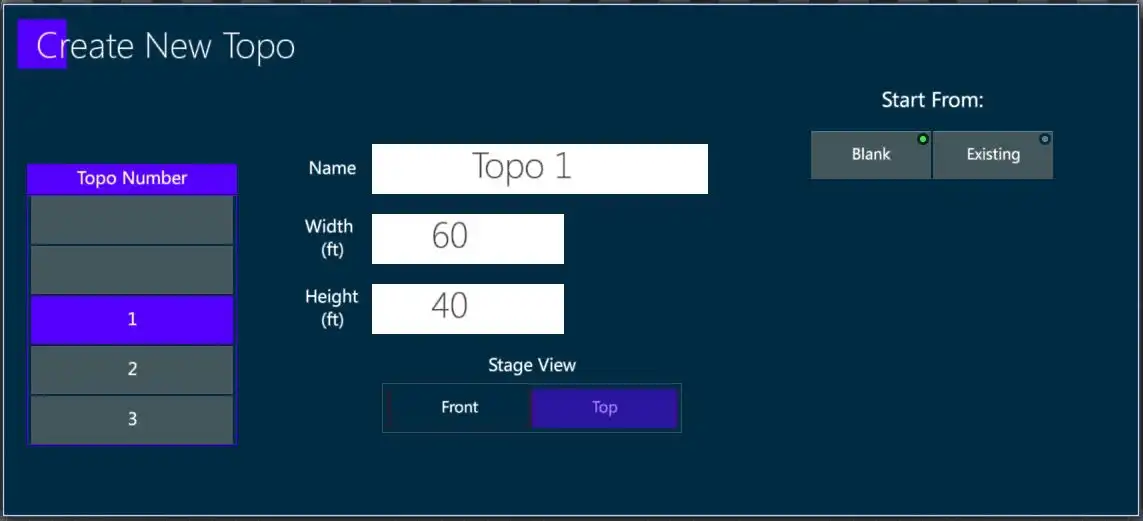 Create New Topo
Start From:
Blank
Existing
Topo Number
1
2
3
Name
Topo 1
Width
(ft)
60
Height
(ft)
40
Stage View
Front
Top